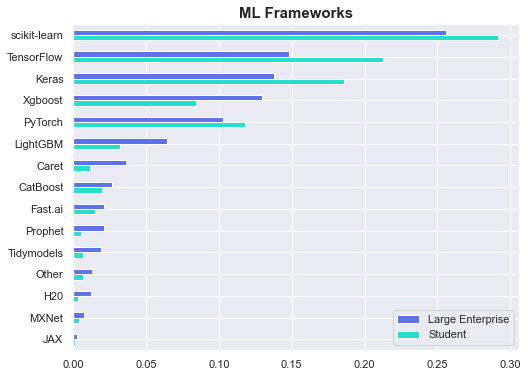 ML Frameworks
scikit-learn
TensorFlow
Keras
Xgboost
PyTorch
LightGBM
Caret
CatBoost
Fast.ai
Prophet
Tidymodels
Other
H20
MXNet
JAX
Large Enterprise
Student
0.00 0.05 0.10 0.15 0.20 0.25 0.30